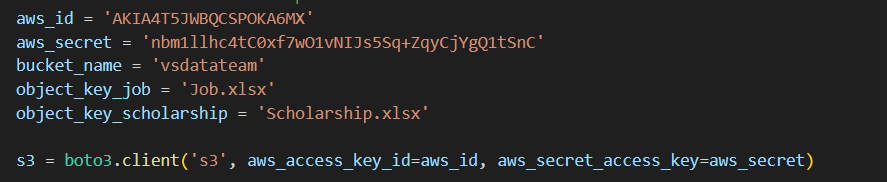 aws_id = 'AKIA4T5JWBQCSPOKA6MX'
aws_secret = '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'
bucket_name = 'vsdatateam'
object_key_job = 'Job.xlsx'
object_key_scholarship = 'Scholarship.xlsx'
s3 = boto3.client('s3', aws_access_key_id=aws_id, aws_secret_access_key=aws_secret)